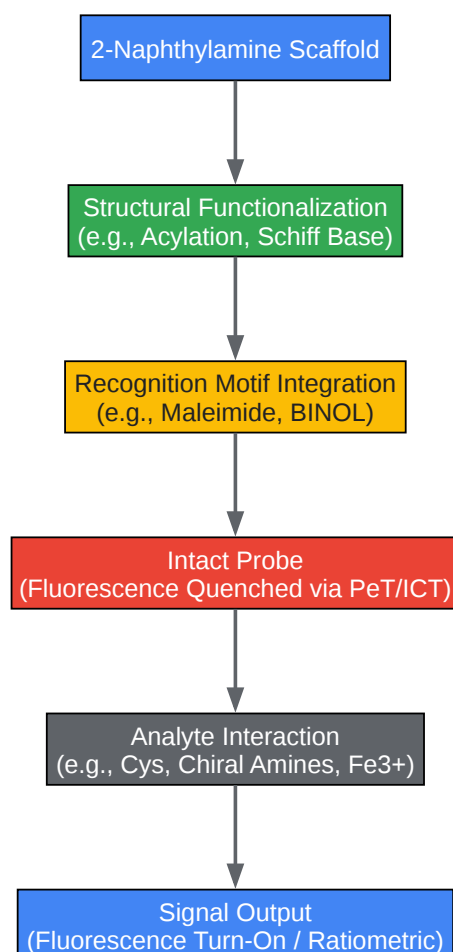 2-Naphthylamine Scaffold
Structural Functionalization
(e.g., Acylation, Schiff Base)
Recognition Motif Integration
(e.g., Maleimide, BINOL)
Intact Probe
(Fluorescence Quenched via PeT/ICT)
Analyte Interaction
(e.g., Cys, Chiral Amines, Fe3+)
Signal Output
(Fluorescence Turn-On / Ratiometric)